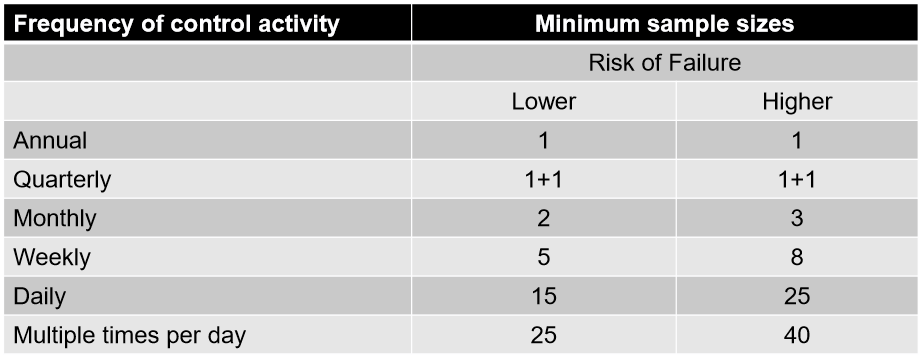 Frequency of control activity Minimum sample sizes
Risk of Failure
Lower Higher
Annual 1 1
Quarterly 1+1 1+1
Monthly 2 3
Weekly 5 8
Daily 15 25
Multiple times per day 25 40